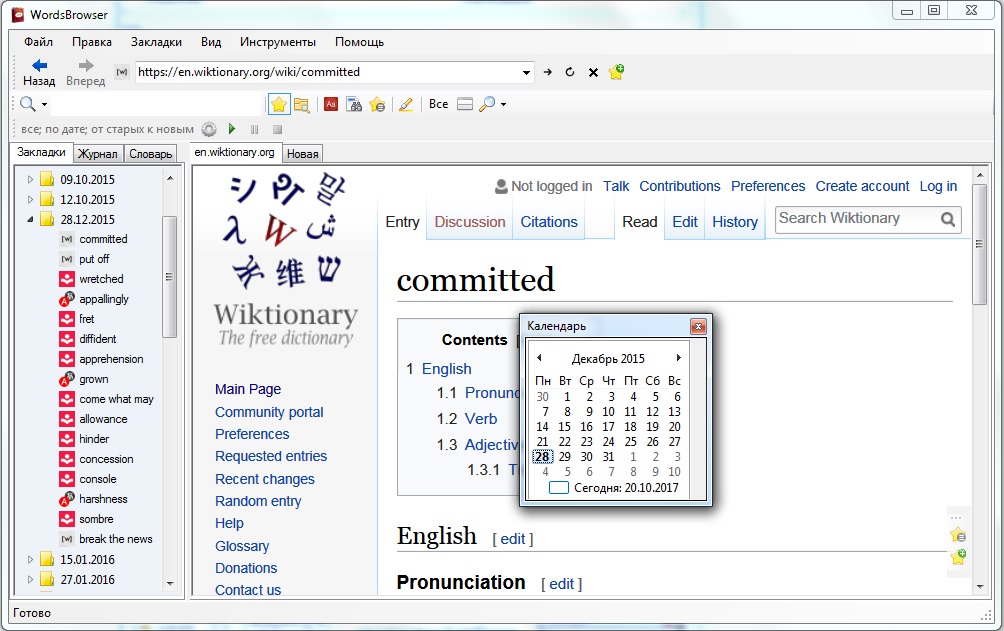 WordsBrowser
Файл Правка Закладки Вид Инструменты Помощь
Назад Вперед [w] https://en.wiktionary.org/wiki/committed
Aa Все
все; по дате; от старых к новым
Закладки Журнал Словарь en.wiktionary.org Новая
09.10.2015
12.10.2015
28.12.2015
[w] committed
[w] put off
wretched
appallingly
fret
diffident
apprehension
grown
come what may
allowance
hinder
concession
console
harshness
sombre
[w] break the news
15.01.2016
27.01.2016
Wiktionary
The free dictionary
Main Page
Community portal
Preferences
Requested entries
Recent changes
Random entry
Help
Glossary
Donations
Contact us
Not logged in Talk Contributions Preferences Create account Log in
Entry Discussion Citations Read Edit History Search Wiktionary
committed
Contents [
1 English
1.1 Pronunc
1.2 Verb
1.3 Adjectiv
1.3.1 T
Календарь
Декабрь 2015
Пн Вт Ср Чт Пт Сб Вс
30 1 2 3 4 5 6
7 8 9 10 11 12 13
14 15 16 17 18 19 20
21 22 23 24 25 26 27
28 29 30 31 1 2 3
4 5 6 7 8 9 10
Сегодня: 20.10.2017
English [ edit ]
Pronunciation [ edit ]
Готово